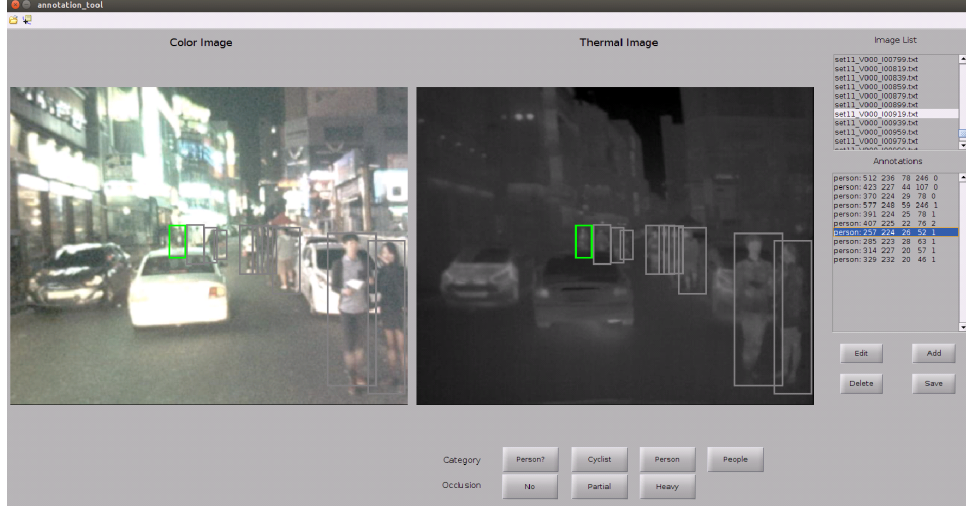 annotation_tool
Color Image
Thermal Image
Image List
set11_V000_I00799.txt
set11_V000_I00819.txt
set11_V000_I00839.txt
set11_V000_I00859.txt
set11_V000_I00879.txt
set11_V000_I00899.txt
set11_V000_I00919.txt
set11_V000_I00939.txt
set11_V000_I00959.txt
set11_V000_I00979.txt
Annotations
person: 512 236 78 246 0
person: 423 227 44 107 0
person: 370 224 29 78 0
person: 577 248 59 246 1
person: 391 224 25 78 1
person: 407 225 22 76 2
person: 257 224 26 52 1
person: 285 223 28 63 1
person: 314 227 20 57 1
person: 329 232 20 46 1
Edit Add
Delete Save
Category Person? Cyclist Person People
Occlusion No Partial Heavy